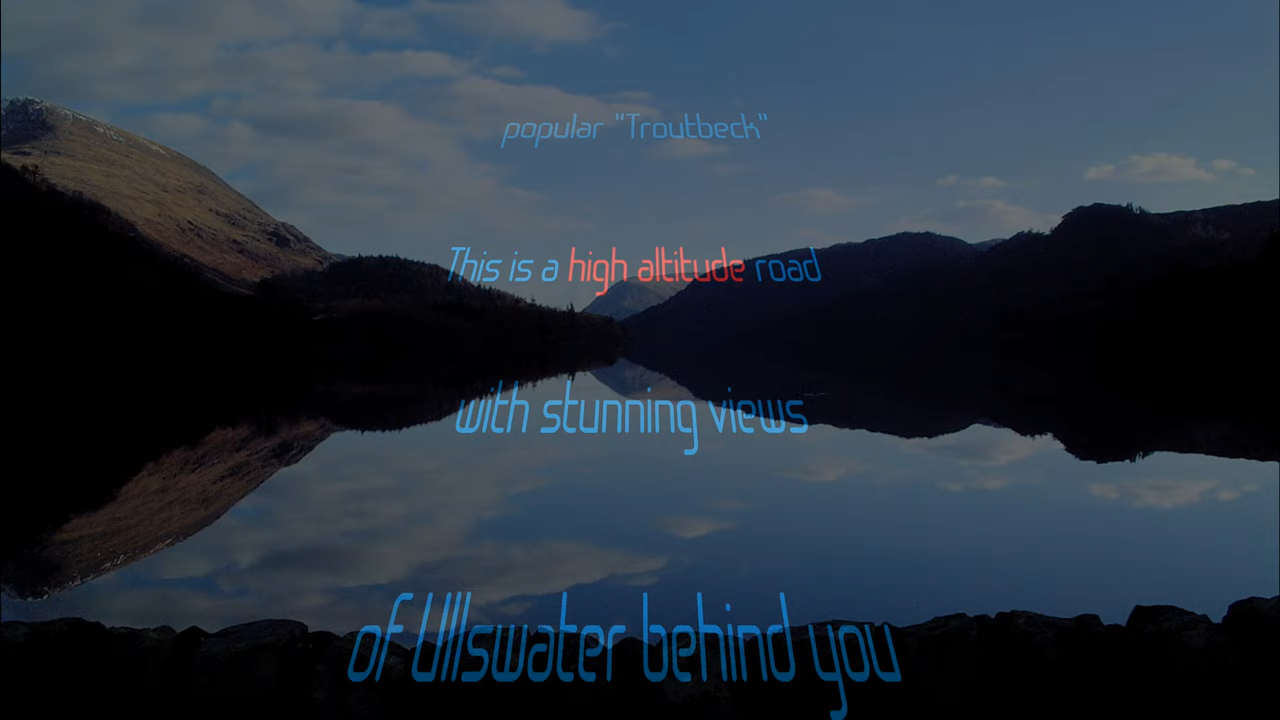 popular "Troutbeck"
This is a high altitude road
with stunning views
of Ullswater behind you